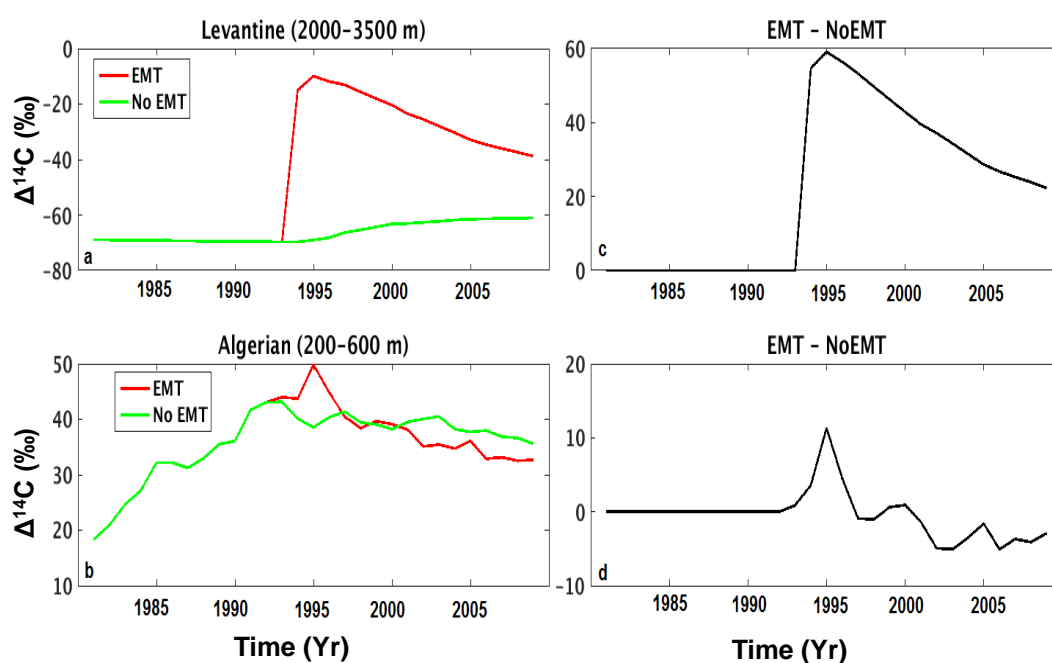 Levantine (2000–3500 m)
0
−20
−40
−60
−80
Δ¹⁴C (‰)
EMT
No EMT
a
1985
1990
1995
2000
2005
EMT – NoEMT
60
40
20
0
c
1985
1990
1995
2000
2005
Algerian (200–600 m)
50
40
30
20
10
Δ¹⁴C (‰)
EMT
No EMT
b
1985
1990
1995
2000
2005
Time (Yr)
EMT – NoEMT
20
10
0
−10
d
1985
1990
1995
2000
2005
Time (Yr)